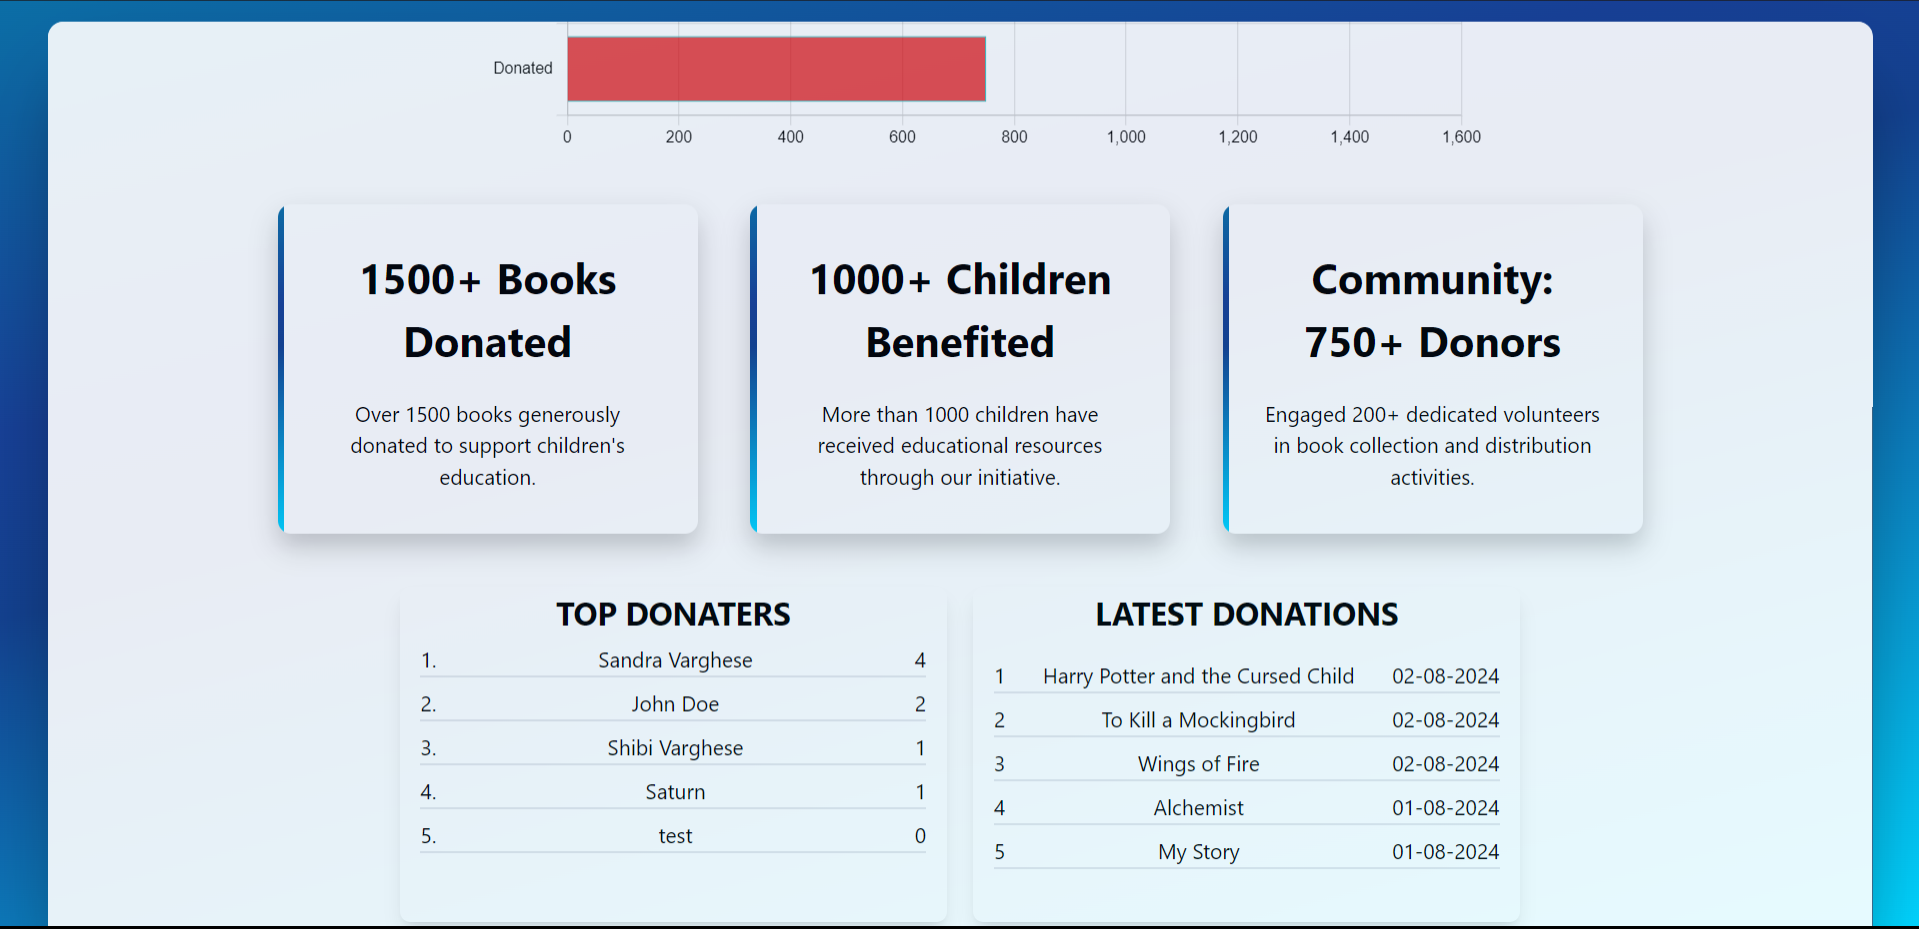 Donated
0 200 400 600 800 1,000 1,200 1,400 1,600
1500+ Books
Donated
Over 1500 books generously
donated to support children's
education.
1000+ Children
Benefited
More than 1000 children have
received educational resources
through our initiative.
Community:
750+ Donors
Engaged 200+ dedicated volunteers
in book collection and distribution
activities.
TOP DONATERS
1. Sandra Varghese 4
2. John Doe 2
3. Shibi Varghese 1
4. Saturn 1
5. test 0
LATEST DONATIONS
1 Harry Potter and the Cursed Child 02-08-2024
2 To Kill a Mockingbird 02-08-2024
3 Wings of Fire 02-08-2024
4 Alchemist 01-08-2024
5 My Story 01-08-2024